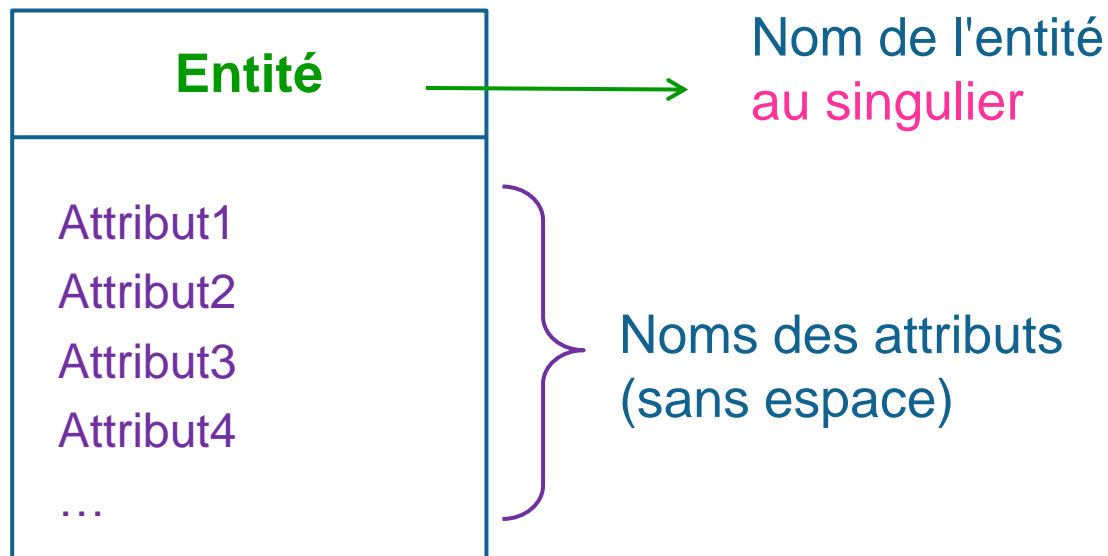 Entité
Nom de l'entité
au singulier
Attribut1
Attribut2
Attribut3
Attribut4
…
Noms des attributs
(sans espace)